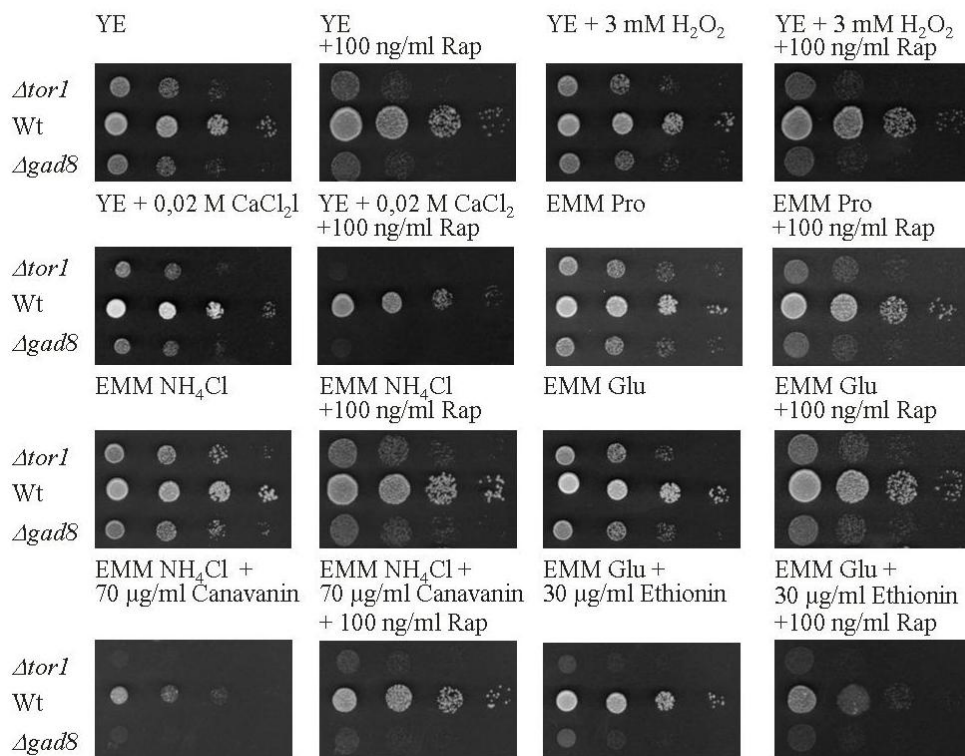 YE
YE
+100 ng/ml Rap
YE + 3 mM H₂O₂
YE + 3 mM H₂O₂
+100 ng/ml Rap
Δtor1
Wt
Δgad8
YE + 0,02 M CaCl₂l
YE + 0,02 M CaCl₂
+100 ng/ml Rap
EMM Pro
EMM Pro
+100 ng/ml Rap
Δtor1
Wt
Δgad8
EMM NH₄Cl
EMM NH₄Cl
+100 ng/ml Rap
EMM Glu
EMM Glu
+100 ng/ml Rap
Δtor1
Wt
Δgad8
EMM NH₄Cl +
70 µg/ml Canavanin
EMM NH₄Cl +
70 µg/ml Canavanin
+ 100 ng/ml Rap
EMM Glu +
30 µg/ml Ethionin
EMM Glu +
30 µg/ml Ethionin
+100 ng/ml Rap
Δtor1
Wt
Δgad8